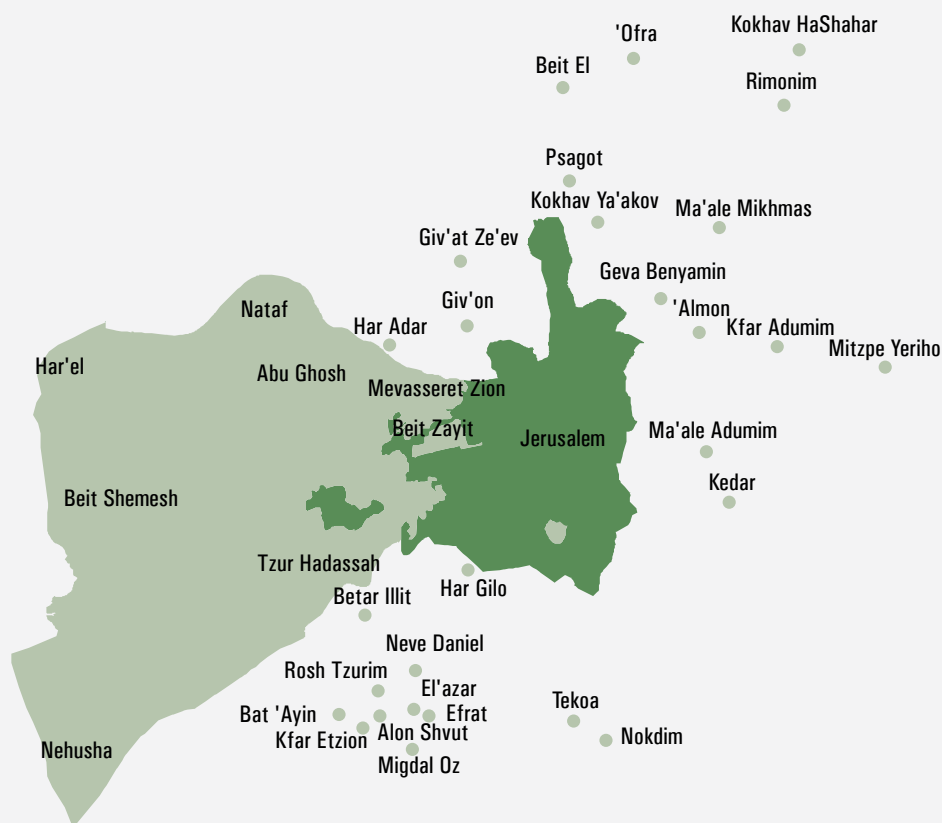 Kokhav HaShahar
'Ofra
Beit El
Rimonim
Psagot
Kokhav Ya'akov
Ma'ale Mikhmas
Giv'at Ze'ev
Geva Benyamin
Giv'on
'Almon
Nataf
Har Adar
Kfar Adumim
Mitzpe Yeriho
Har'el
Abu Ghosh
Mevasseret Zion
Beit Zayit
Jerusalem
Ma'ale Adumim
Kedar
Beit Shemesh
Tzur Hadassah
Har Gilo
Betar Illit
Neve Daniel
Rosh Tzurim
El'azar
Bat 'Ayin
Efrat
Tekoa
Alon Shvut
Kfar Etzion
Nokdim
Nehusha
Migdal Oz